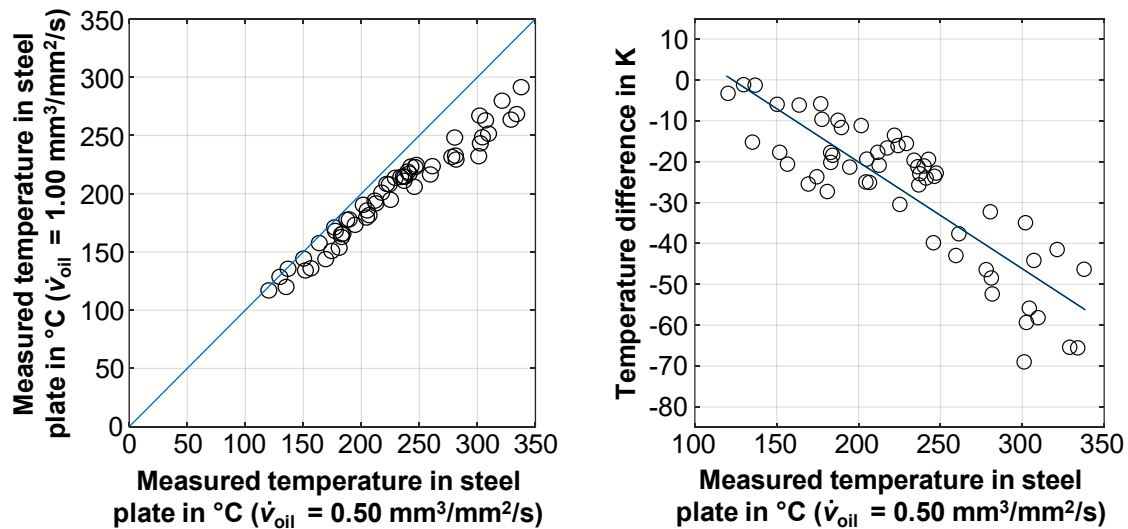 Measured temperature in steel
plate in °C (v̇oil = 1.00 mm³/mm²/s)
350
300
250
200
150
100
50
0
0 50 100 150 200 250 300 350
Measured temperature in steel
plate in °C (v̇oil = 0.50 mm³/mm²/s)
Temperature difference in K
10
0
-10
-20
-30
-40
-50
-60
-70
-80
100 150 200 250 300 350
Measured temperature in steel
plate in °C (v̇oil = 0.50 mm³/mm²/s)